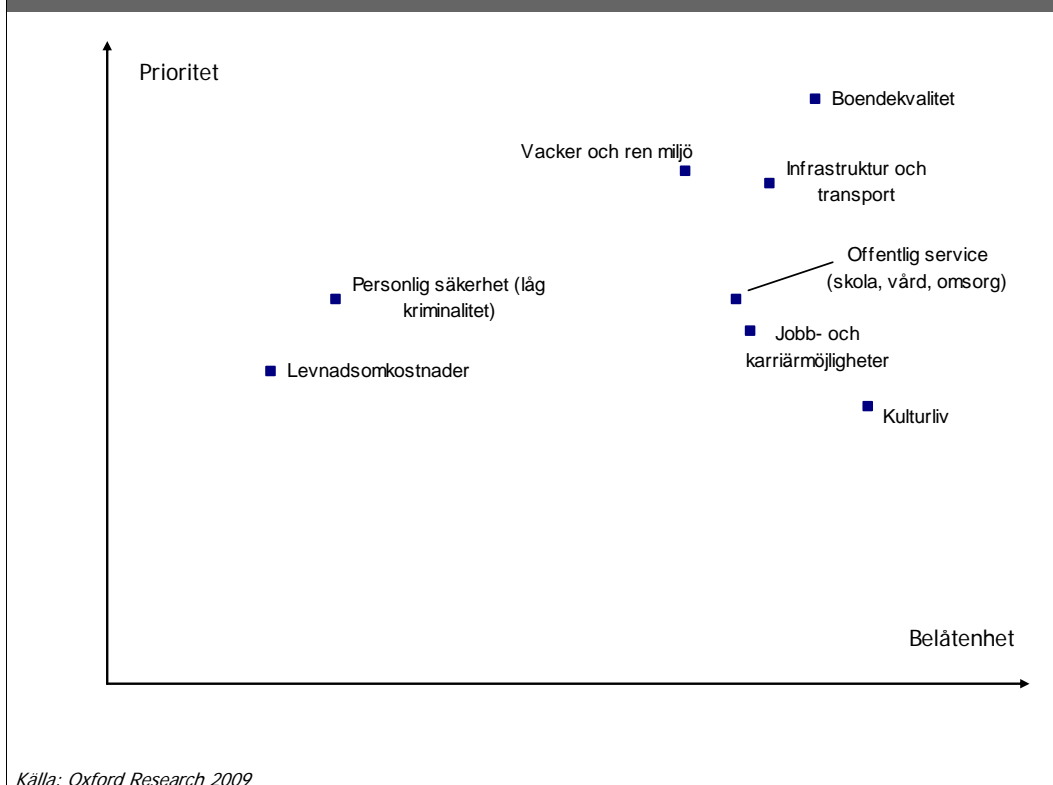 Prioritet
Boendekvalitet
Vacker och ren miljö
Infrastruktur och
transport
Offentlig service
(skola, vård, omsorg)
Personlig säkerhet (låg
kriminalitet)
Jobb- och
karriärmöjligheter
Levnadsomkostnader
Kulturliv
Belåtenhet
Källa: Oxford Research 2009